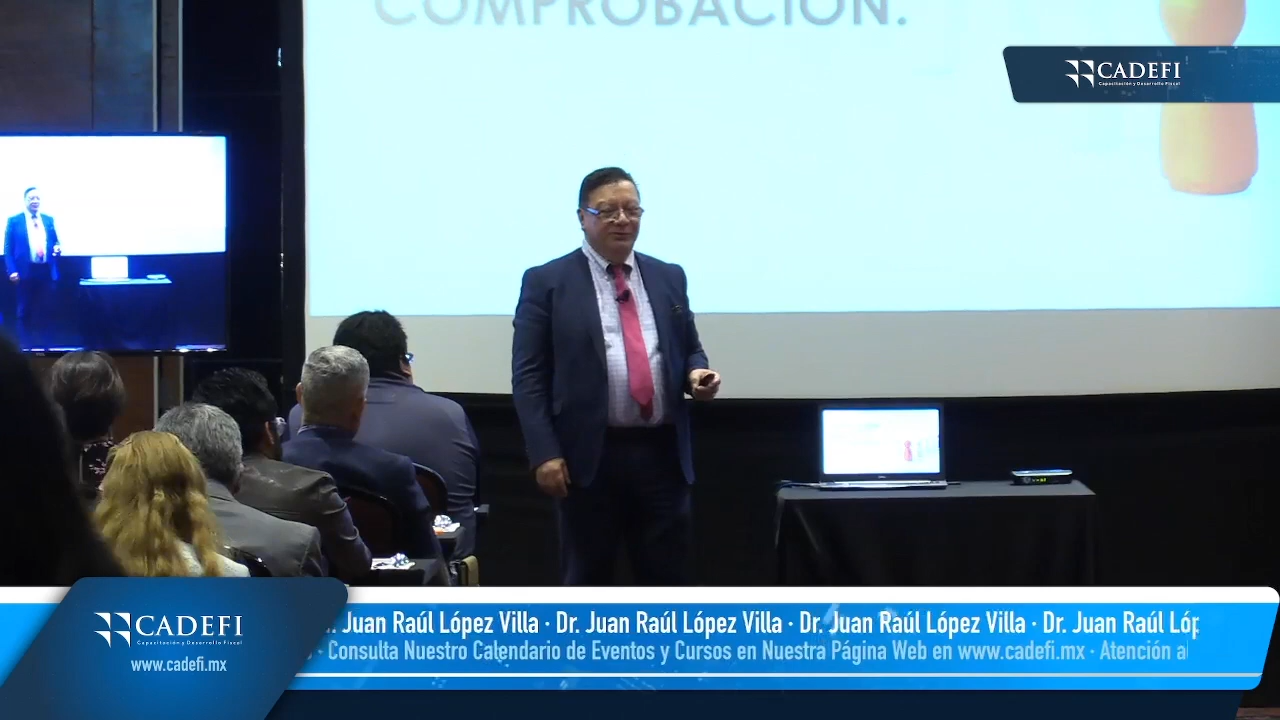 COMPROBACIÓN.
CADEFI
Capacitación y Desarrollo Fiscal
Juan Raúl López Villa · Dr. Juan Raúl López Villa · Dr. Juan Raúl López Villa · Dr. Juan Raúl
· Consulta Nuestro Calendario de Eventos y Cursos en Nuestra Página Web en www.cadefi.mx · Atención
CADEFI
Capacitación y Desarrollo Fiscal
www.cadefi.mx